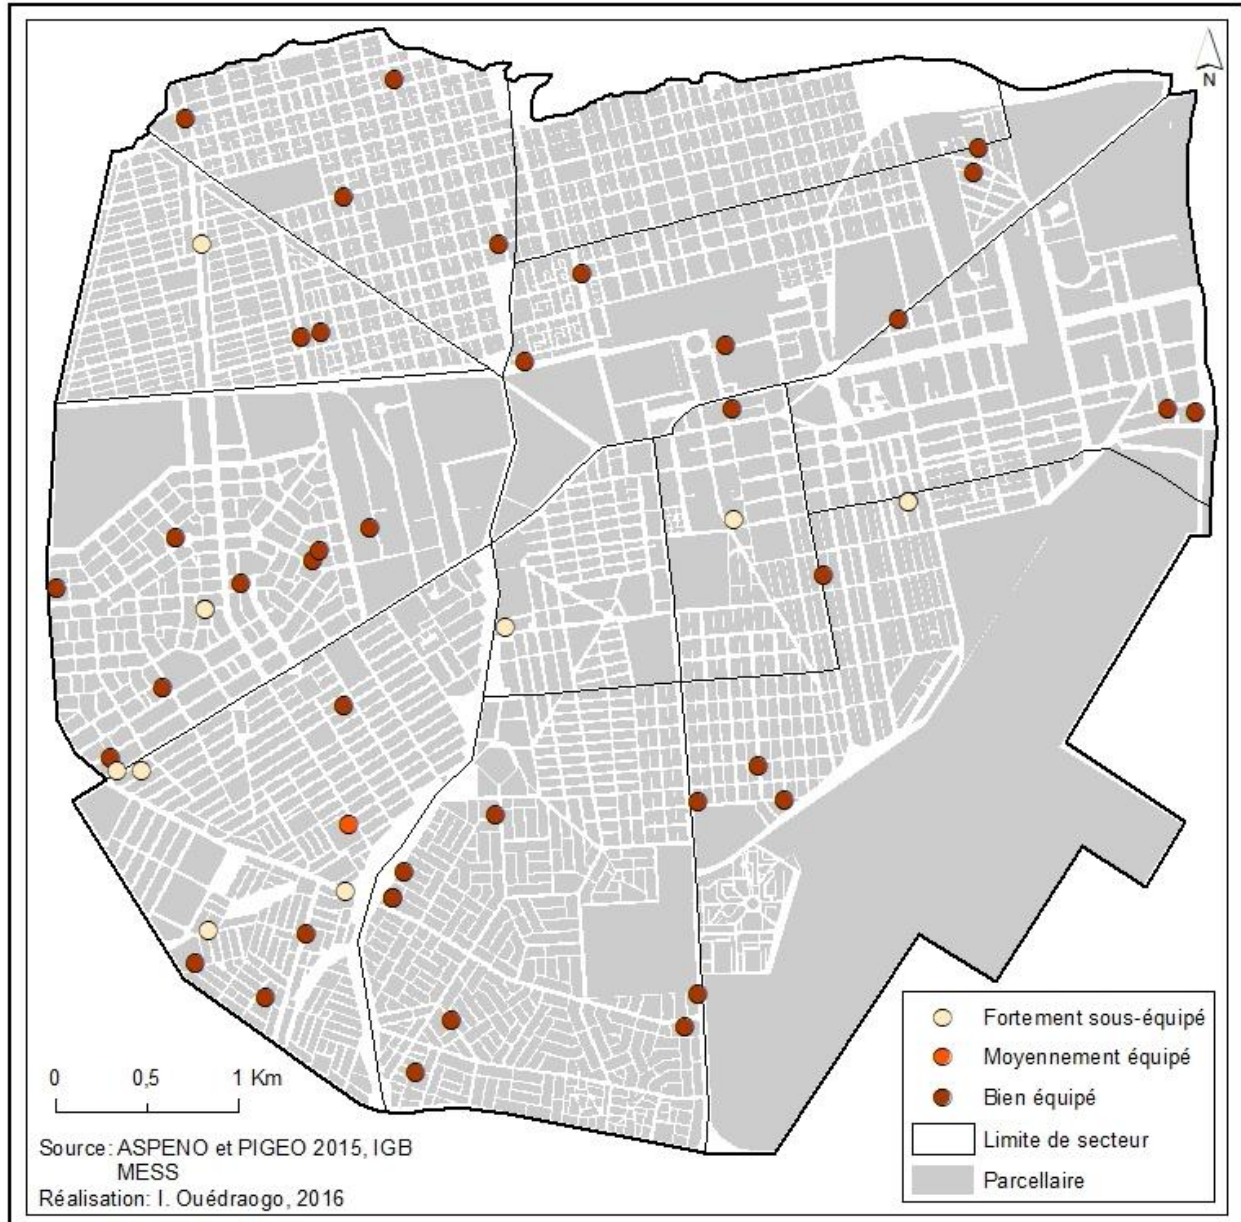 N
Fortement sous-équipé
Moyennement équipé
Bien équipé
Limite de secteur
Parcellaire
0 0,5 1 Km
Source: ASPENO et PIGEO 2015, IGB
MESS
Réalisation: I. Ouédraogo, 2016